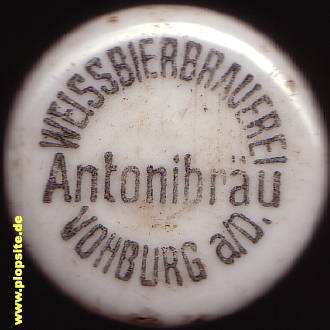 WEISSBIERBRAUEREI
Antonibräu
VOHBURG a/D.
www.plopsite.de